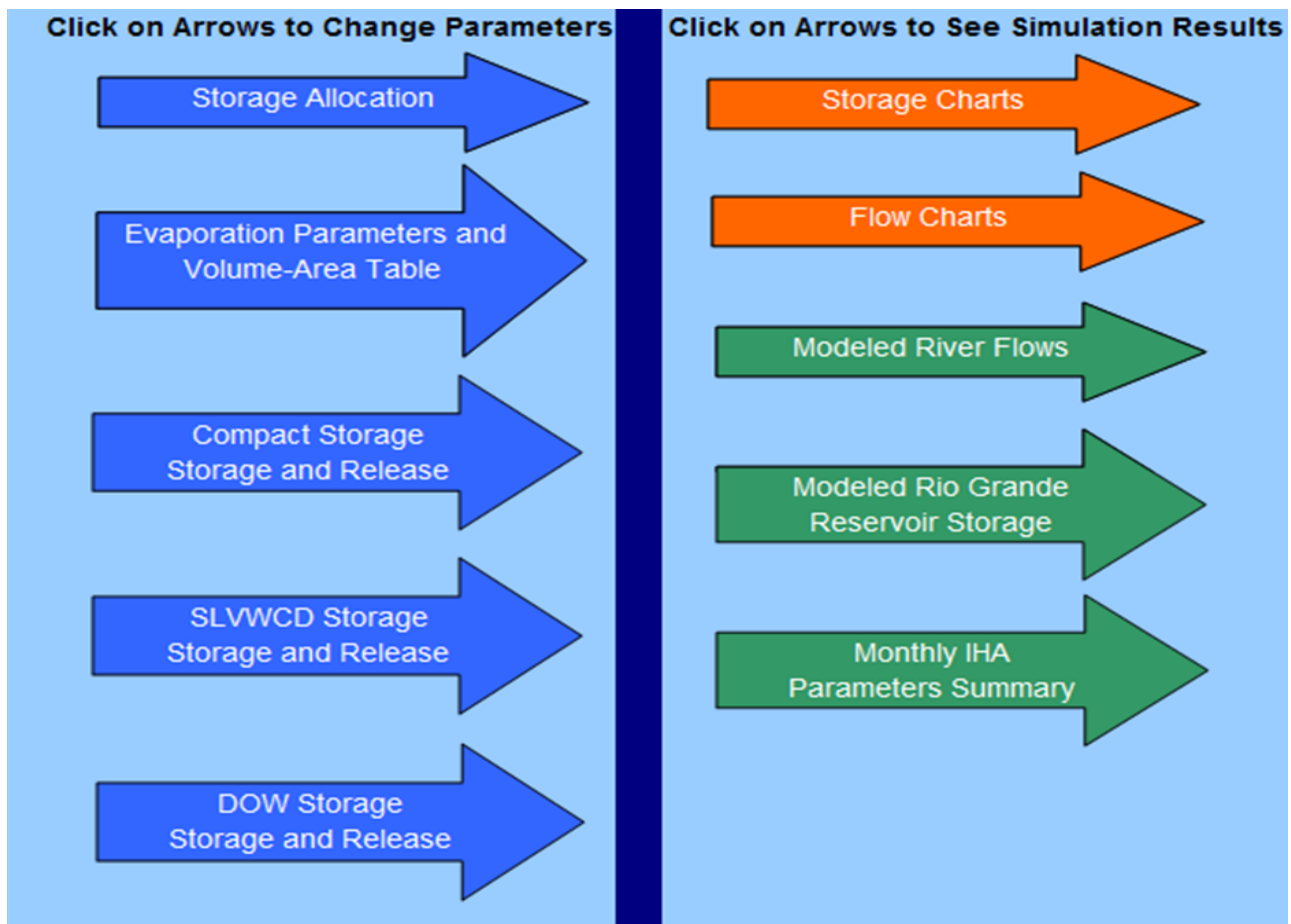 Click on Arrows to Change Parameters
Storage Allocation
Evaporation Parameters and
Volume-Area Table
Compact Storage
Storage and Release
SLVWCD Storage
Storage and Release
DOW Storage
Storage and Release
Click on Arrows to See Simulation Results
Storage Charts
Flow Charts
Modeled River Flows
Modeled Rio Grande
Reservoir Storage
Monthly IHA
Parameters Summary